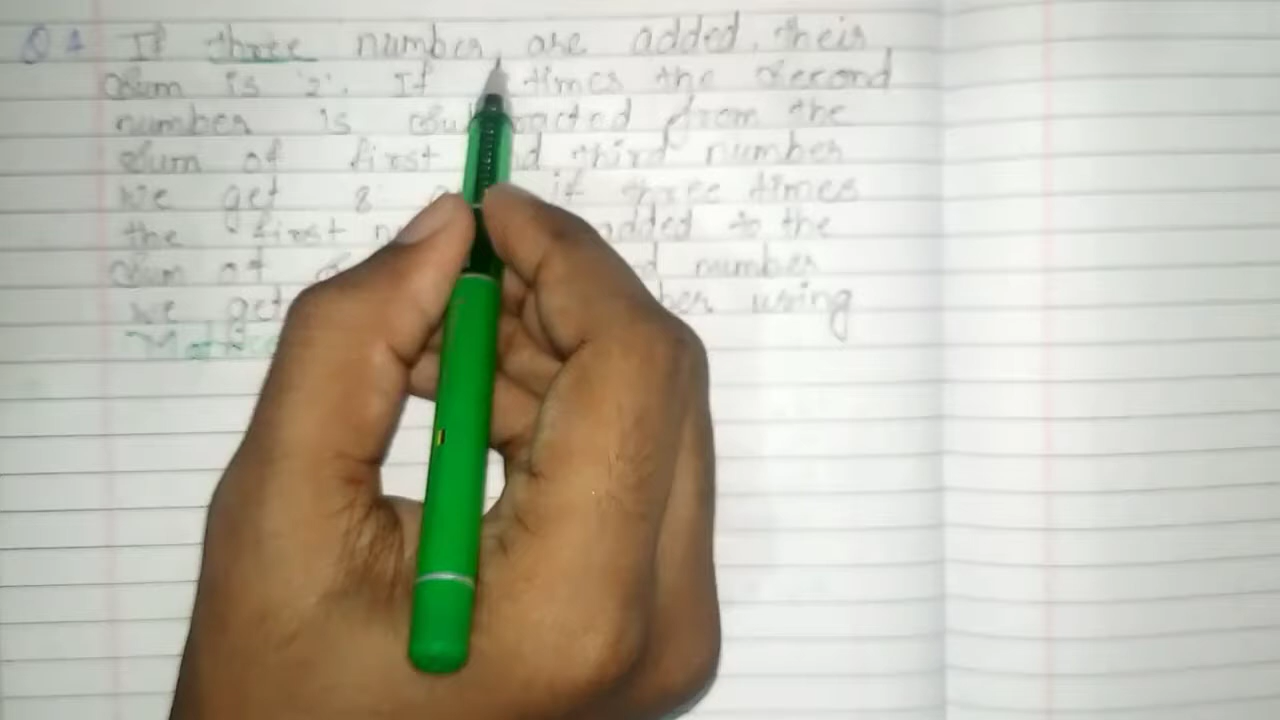 Q 1 If three number, are added, their
sum is '2'. If times the second
number is from the
sum of first third number
we get 8 if three times
the first added to the
sum of number
we get using